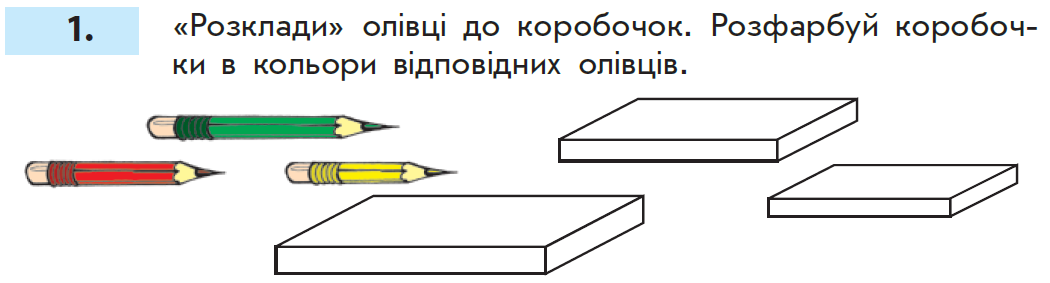 1. «Розклади» олівці до коробочок. Розфарбуй коробоч-
ки в кольори відповідних олівців.